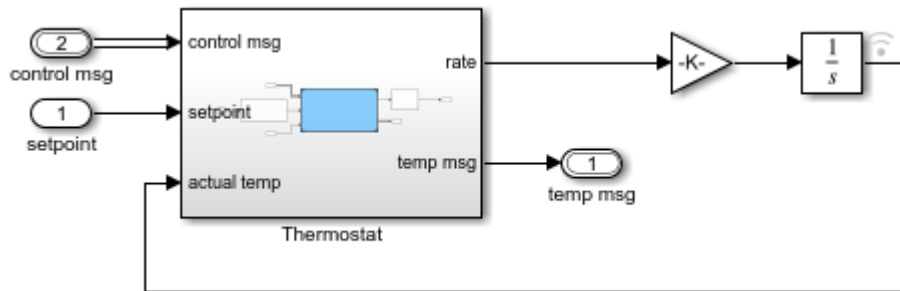 2
control msg
1
setpoint
control msg
setpoint
actual temp
rate
temp msg
Thermostat
-K-
1
s
1
temp msg